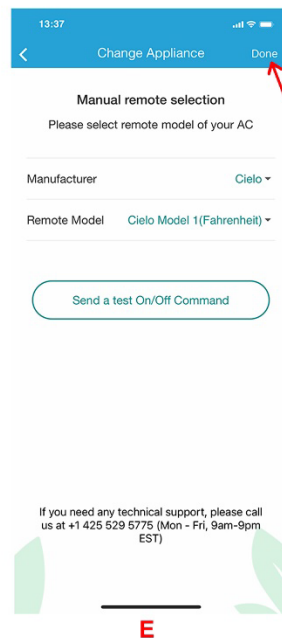 13:37
Change Appliance
Done
Manual remote selection
Please select remote model of your AC
Manufacturer Cielo
Remote Model Cielo Model 1(Fahrenheit)
Send a test On/Off Command
If you need any technical support, please call
us at +1 425 529 5775 (Mon - Fri, 9am-9pm
EST)
E